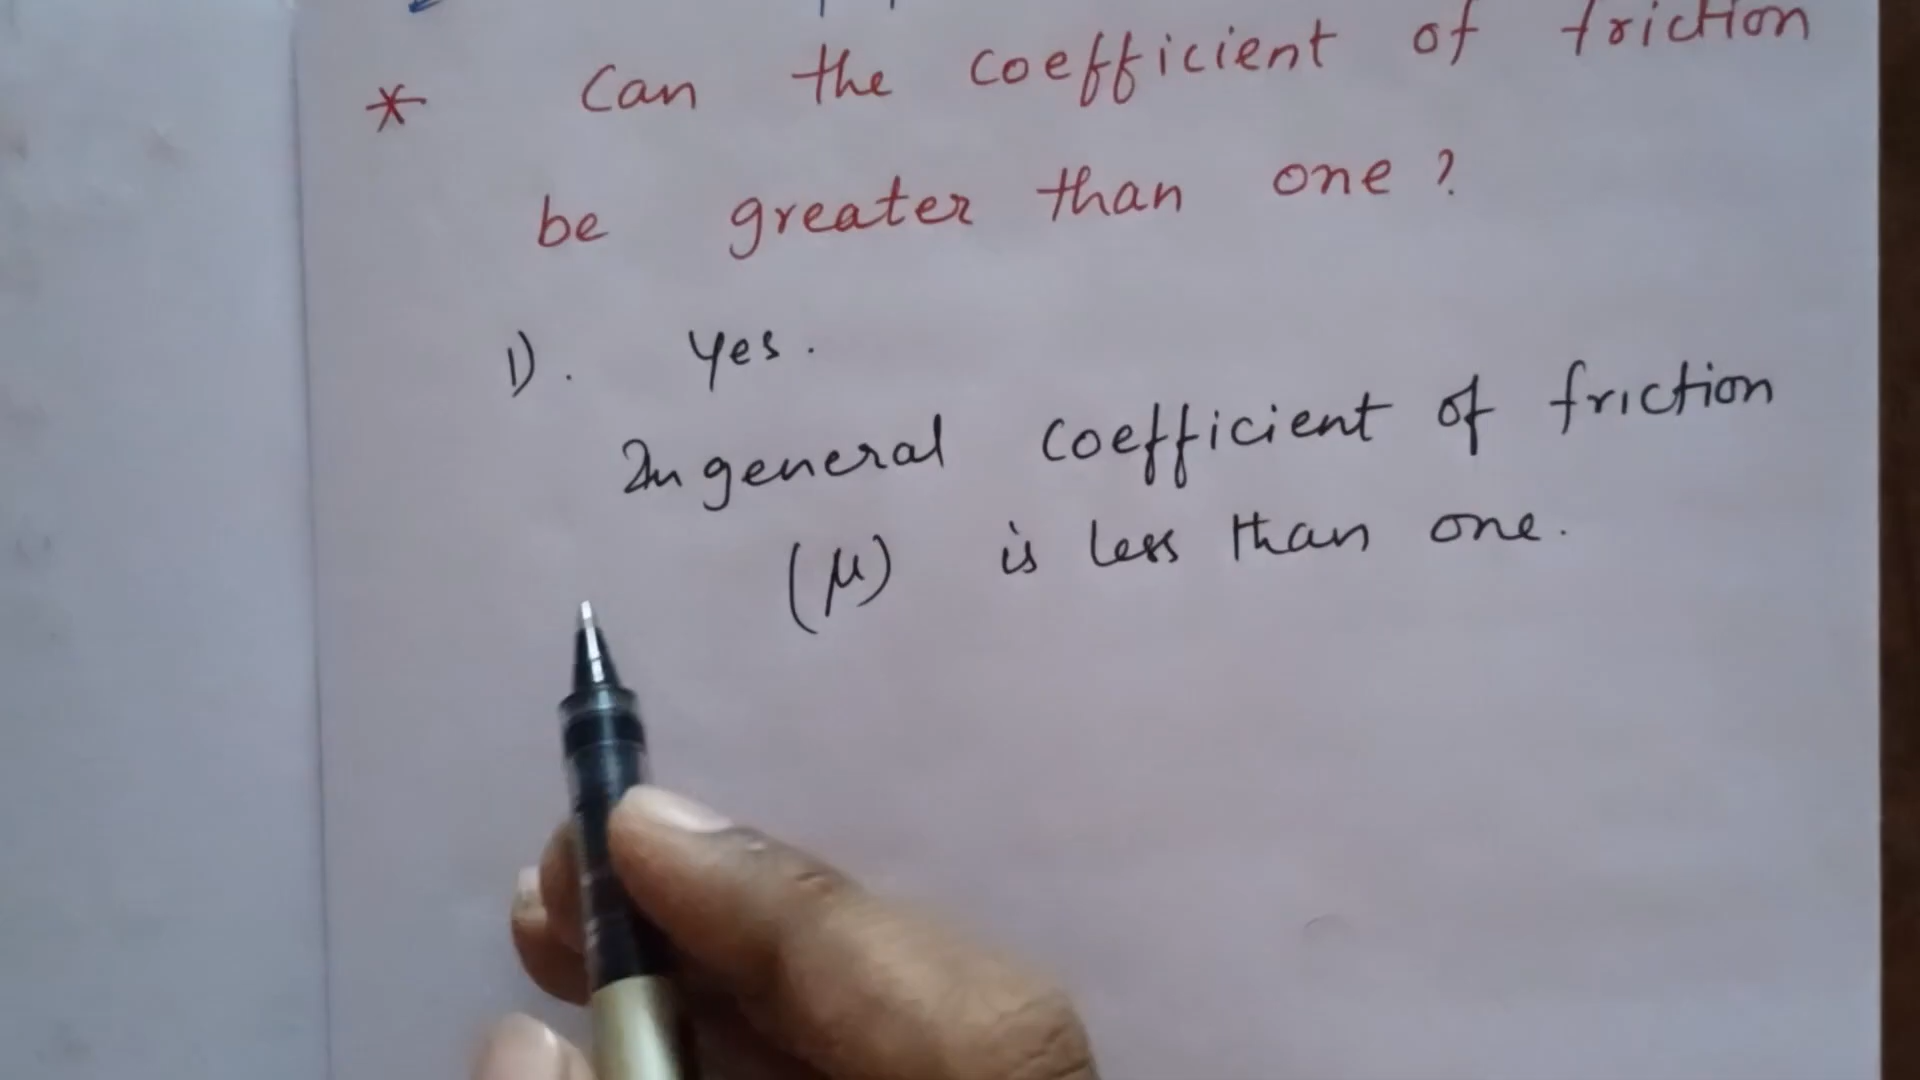 * Can the coefficient of friction
be greater than one?
1). Yes.
In general coefficient of friction
(μ) is less than one.